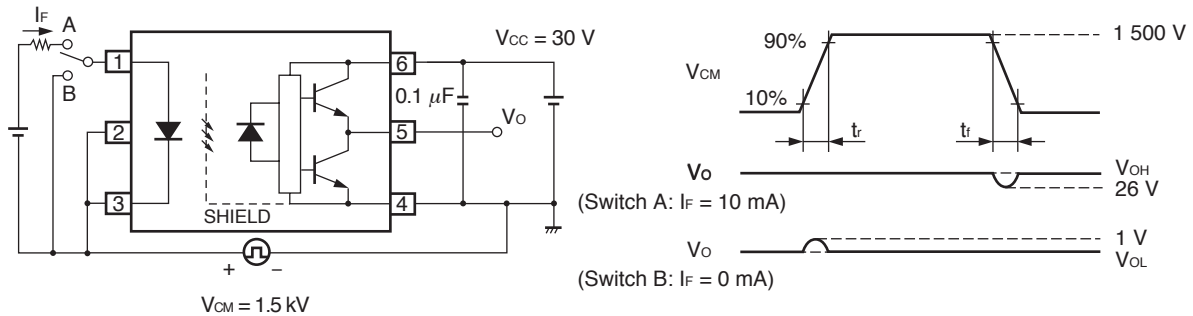 IF
A
B
1
2
3
SHIELD
6
5
4
VCC = 30 V
0.1 μF
VO
+
−
VCM = 1.5 kV
90%
VCM
10%
tr
tf
1 500 V
VO
(Switch A: IF = 10 mA)
VOH
26 V
VO
(Switch B: IF = 0 mA)
1 V
VOL